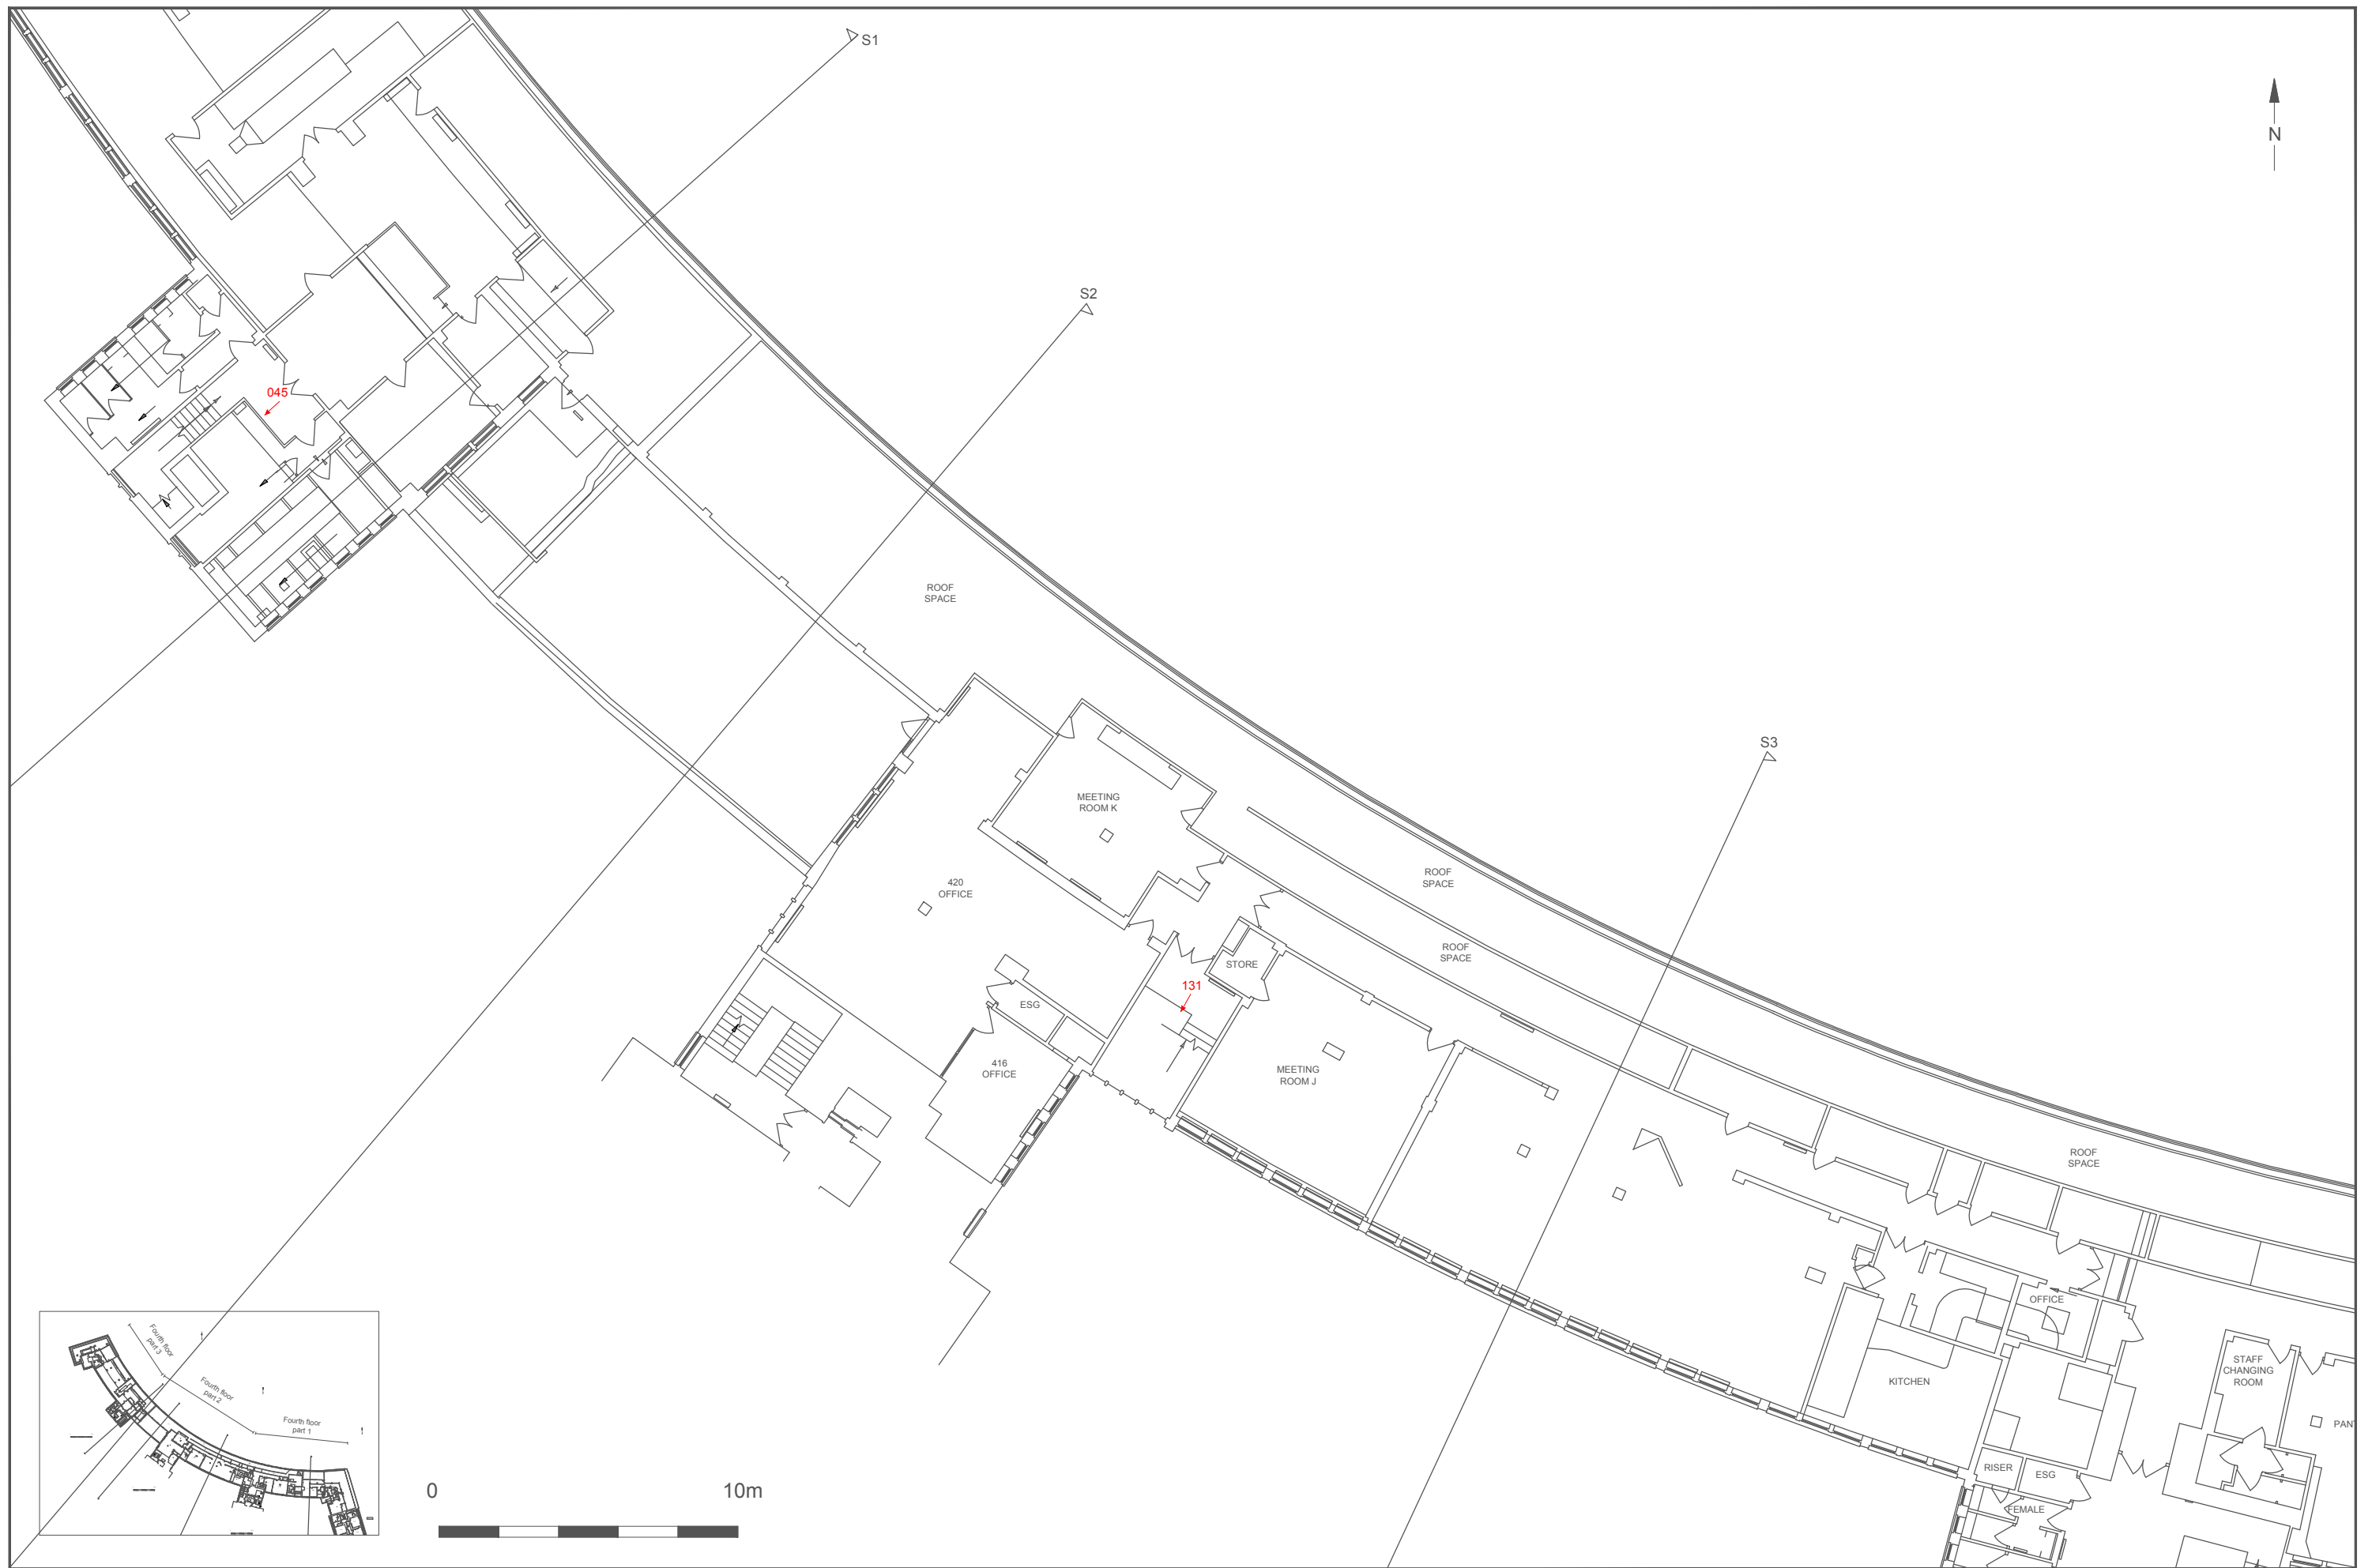 S1
N
S2
045
ROOF
SPACE
S3
MEETING
ROOM K
ROOF
SPACE
420
OFFICE
ROOF
SPACE
STORE
131
ESG
416
OFFICE
MEETING
ROOM J
ROOF
SPACE
OFFICE
STAFF
CHANGING
ROOM
KITCHEN
PAN
RISER
ESG
FEMALE
Fourth floor
part 3
Fourth floor
part 2
Fourth floor
part 1
0
10m